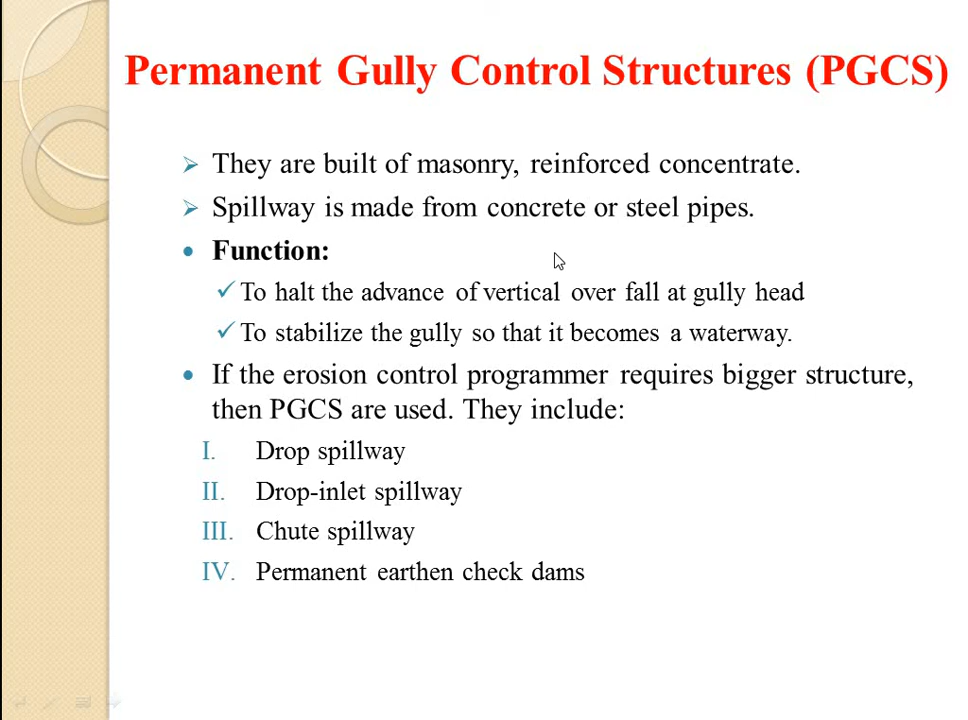 Permanent Gully Control Structures (PGCS)
They are built of masonry, reinforced concentrate.
Spillway is made from concrete or steel pipes.
Function:
To halt the advance of vertical over fall at gully head
To stabilize the gully so that it becomes a waterway.
If the erosion control programmer requires bigger structure,
then PGCS are used. They include:
I. Drop spillway
II. Drop-inlet spillway
III. Chute spillway
IV. Permanent earthen check dams